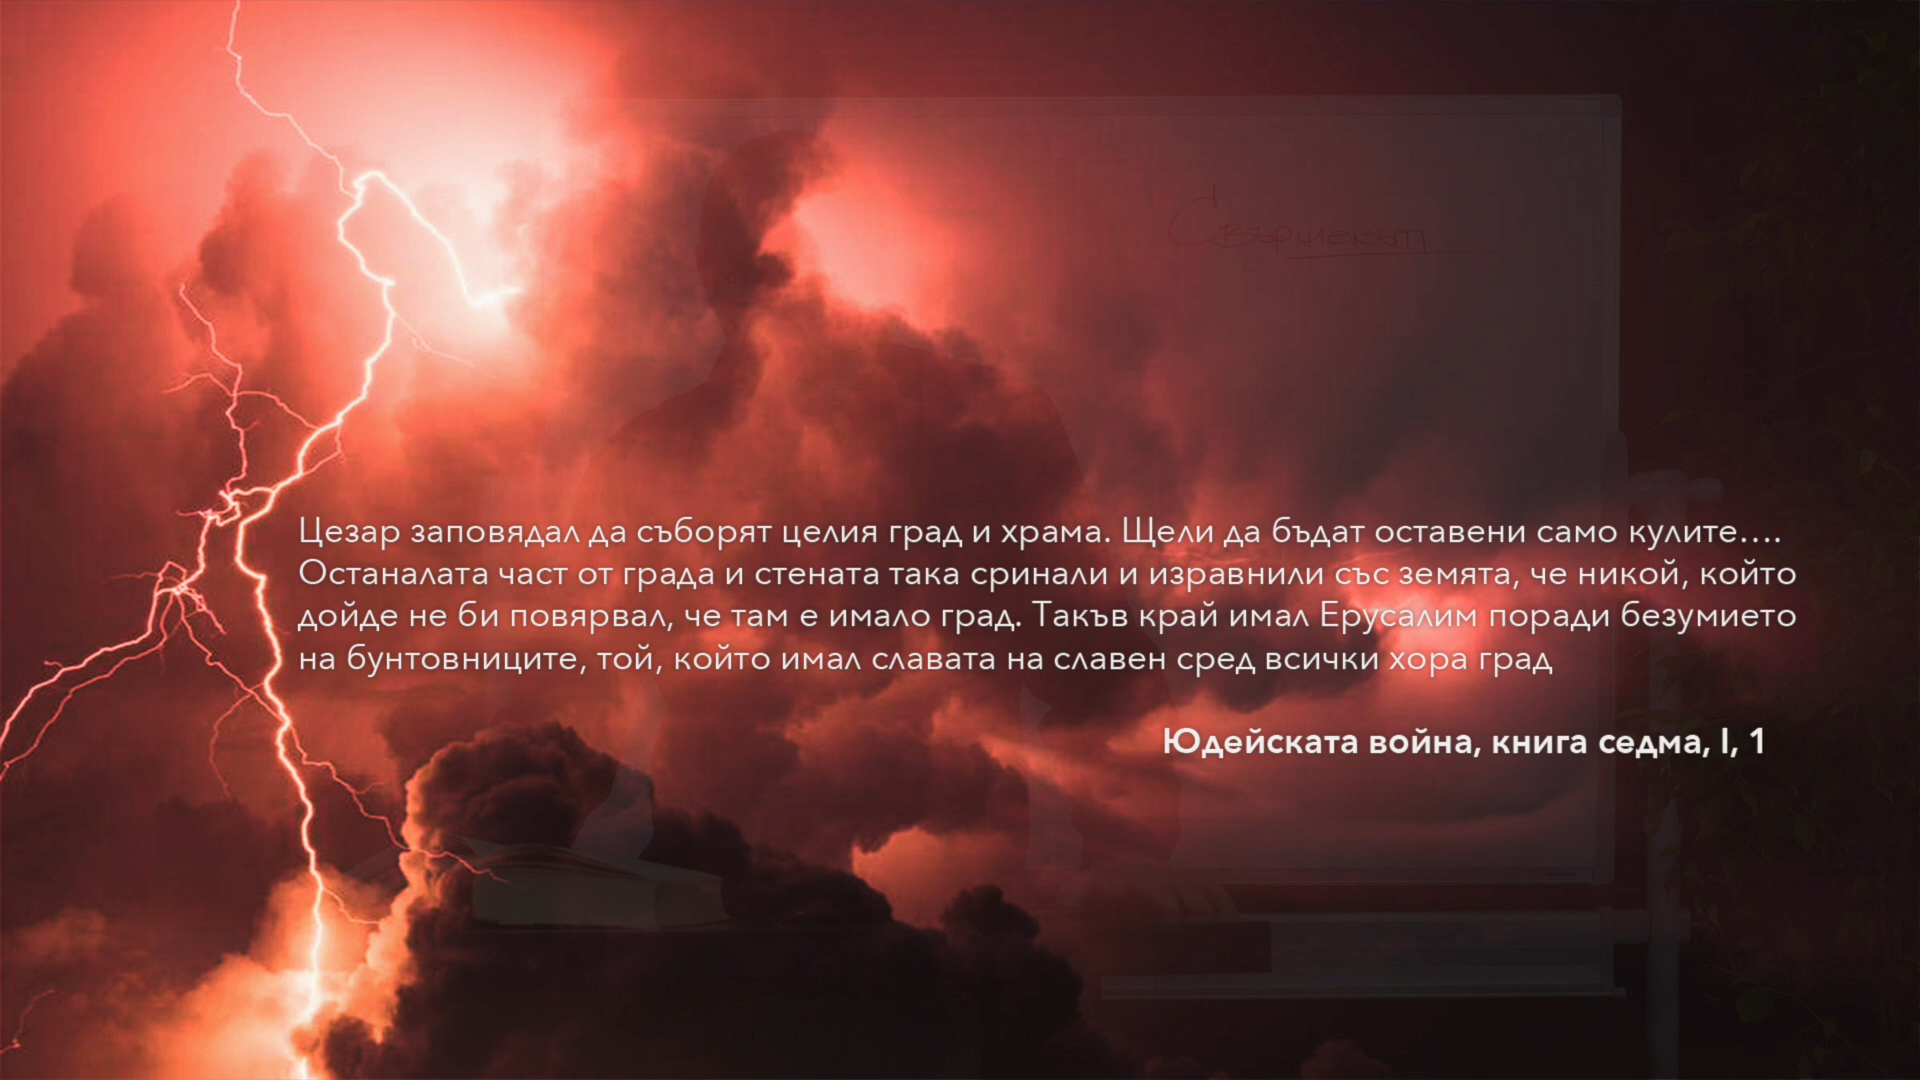 Свършекът
Цезар заповядал да съборят целия град и храма. Щели да бъдат оставени само кулите....
Останалата част от града и стената така сринали и изравнили със земята, че никой, който
дойде не би повярвал, че там е имало град. Такъв край имал Ерусалим поради безумието
на бунтовниците, той, който имал славата на славен сред всички хора град
Юдейската война, книга седма, I, 1